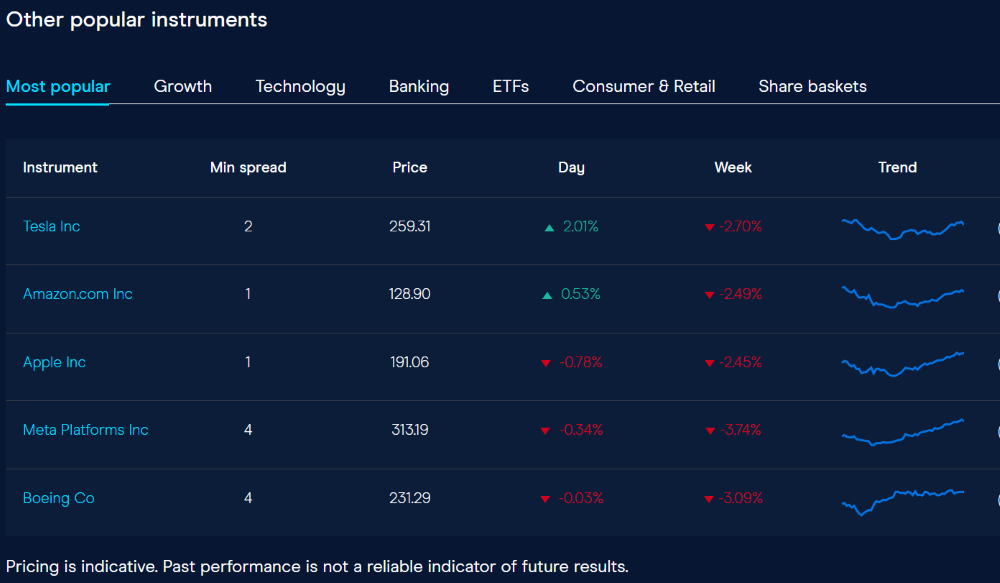 Other popular instruments
Most popular Growth Technology Banking ETFs Consumer & Retail Share baskets
Instrument Min spread Price Day Week Trend
Tesla Inc 2 259.31 ▲ 2.01% ▼ -2.70%
Amazon.com Inc 1 128.90 ▲ 0.53% ▼ -2.49%
Apple Inc 1 191.06 ▼ -0.78% ▼ -2.45%
Meta Platforms Inc 4 313.19 ▼ -0.34% ▼ -3.74%
Boeing Co 4 231.29 ▼ -0.03% ▼ -3.09%
Pricing is indicative. Past performance is not a reliable indicator of future results.